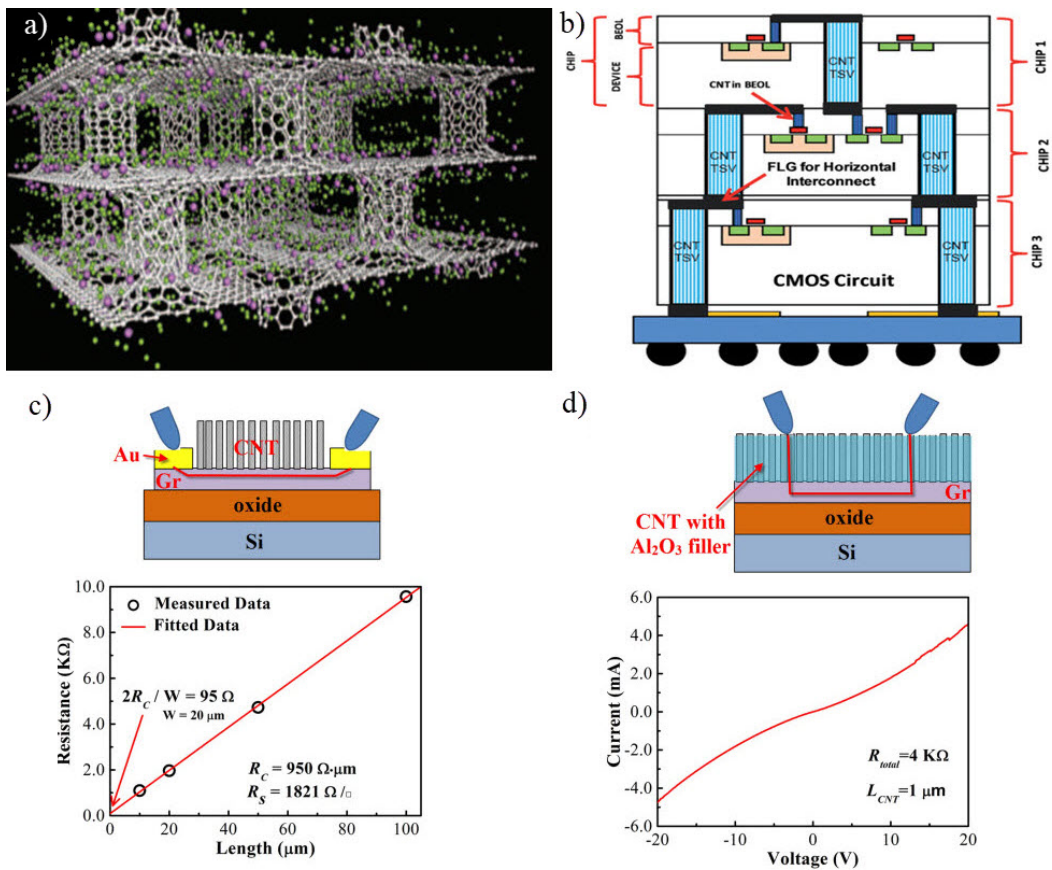 a)
b)
CHIP
BEOL
DEVICE
CNT TSV
CHIP 1
CNT in BEOL
CNT TSV
CNT TSV
FLG for Horizontal
Interconnect
CHIP 2
CNT TSV
CNT TSV
CMOS Circuit
CHIP 3
c)
CNT
Au
Gr
oxide
Si
10.0
8.0
6.0
4.0
2.0
0.0
Resistance (KΩ)
Measured Data
Fitted Data
2R_C / W = 95 Ω
W = 20 μm
R_C = 950 Ω·μm
R_S = 1821 Ω/□
0 20 40 60 80 100
Length (μm)
d)
Gr
CNT with
Al₂O₃ filler
oxide
Si
6.0
4.0
2.0
0.0
-2.0
-4.0
-6.0
Current (mA)
R_total=4 KΩ
L_CNT=1 μm
-20 -10 0 10 20
Voltage (V)